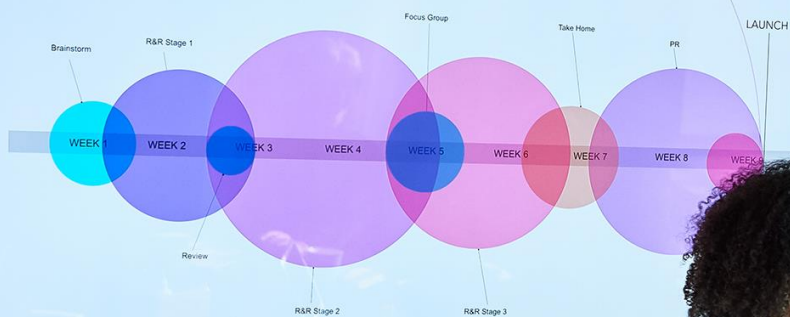 Brainstorm
R&R Stage 1
Focus Group
Take Home
PR
LAUNCH
WEEK 1
WEEK 2
WEEK 3
WEEK 4
WEEK 5
WEEK 6
WEEK 7
WEEK 8
WEEK
Review
R&R Stage 2
R&R Stage 3